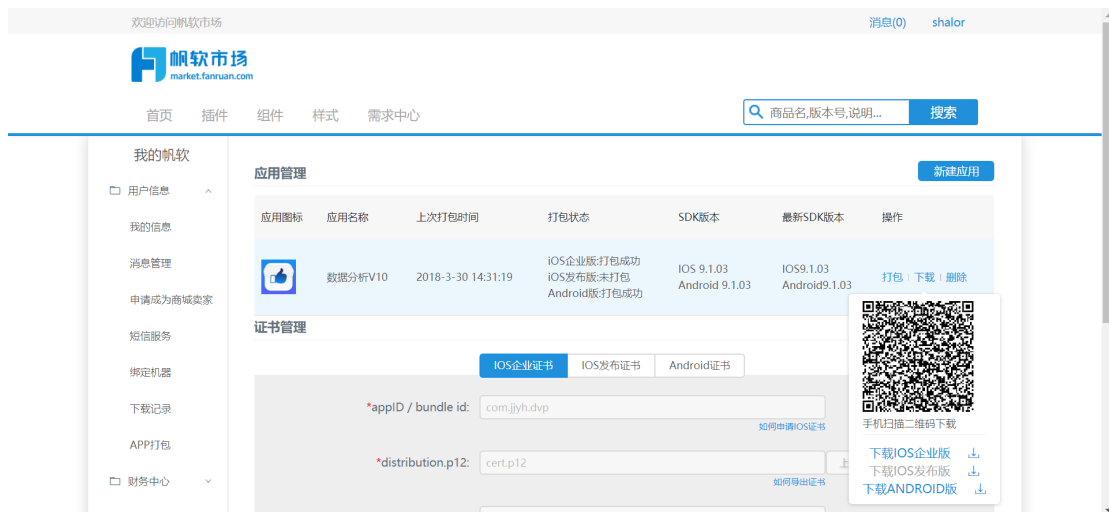 欢迎访问帆软市场
消息(0) shalor
帆软市场
market.fanruan.com
首页 插件 组件 样式 需求中心
商品名,版本号,说明... 搜索
我的帆软
用户信息
我的信息
消息管理
申请成为商城卖家
短信服务
绑定机器
下载记录
APP打包
财务中心
应用管理 新建应用
应用图标 应用名称 上次打包时间 打包状态 SDK版本 最新SDK版本 操作
数据分析V10 2018-3-30 14:31:19
iOS企业版:打包成功
iOS发布版:未打包
Android版:打包成功
IOS 9.1.03
Android 9.1.03
IOS9.1.03
Android9.1.03
打包 下载 删除
证书管理
IOS企业证书 IOS发布证书 Android证书
*appID / bundle id: com.jjyh.dvp
如何申请IOS证书
*distribution.p12: cert.p12 上
如何导出证书
手机扫描二维码下载
下载IOS企业版
下载IOS发布版
下载ANDROID版